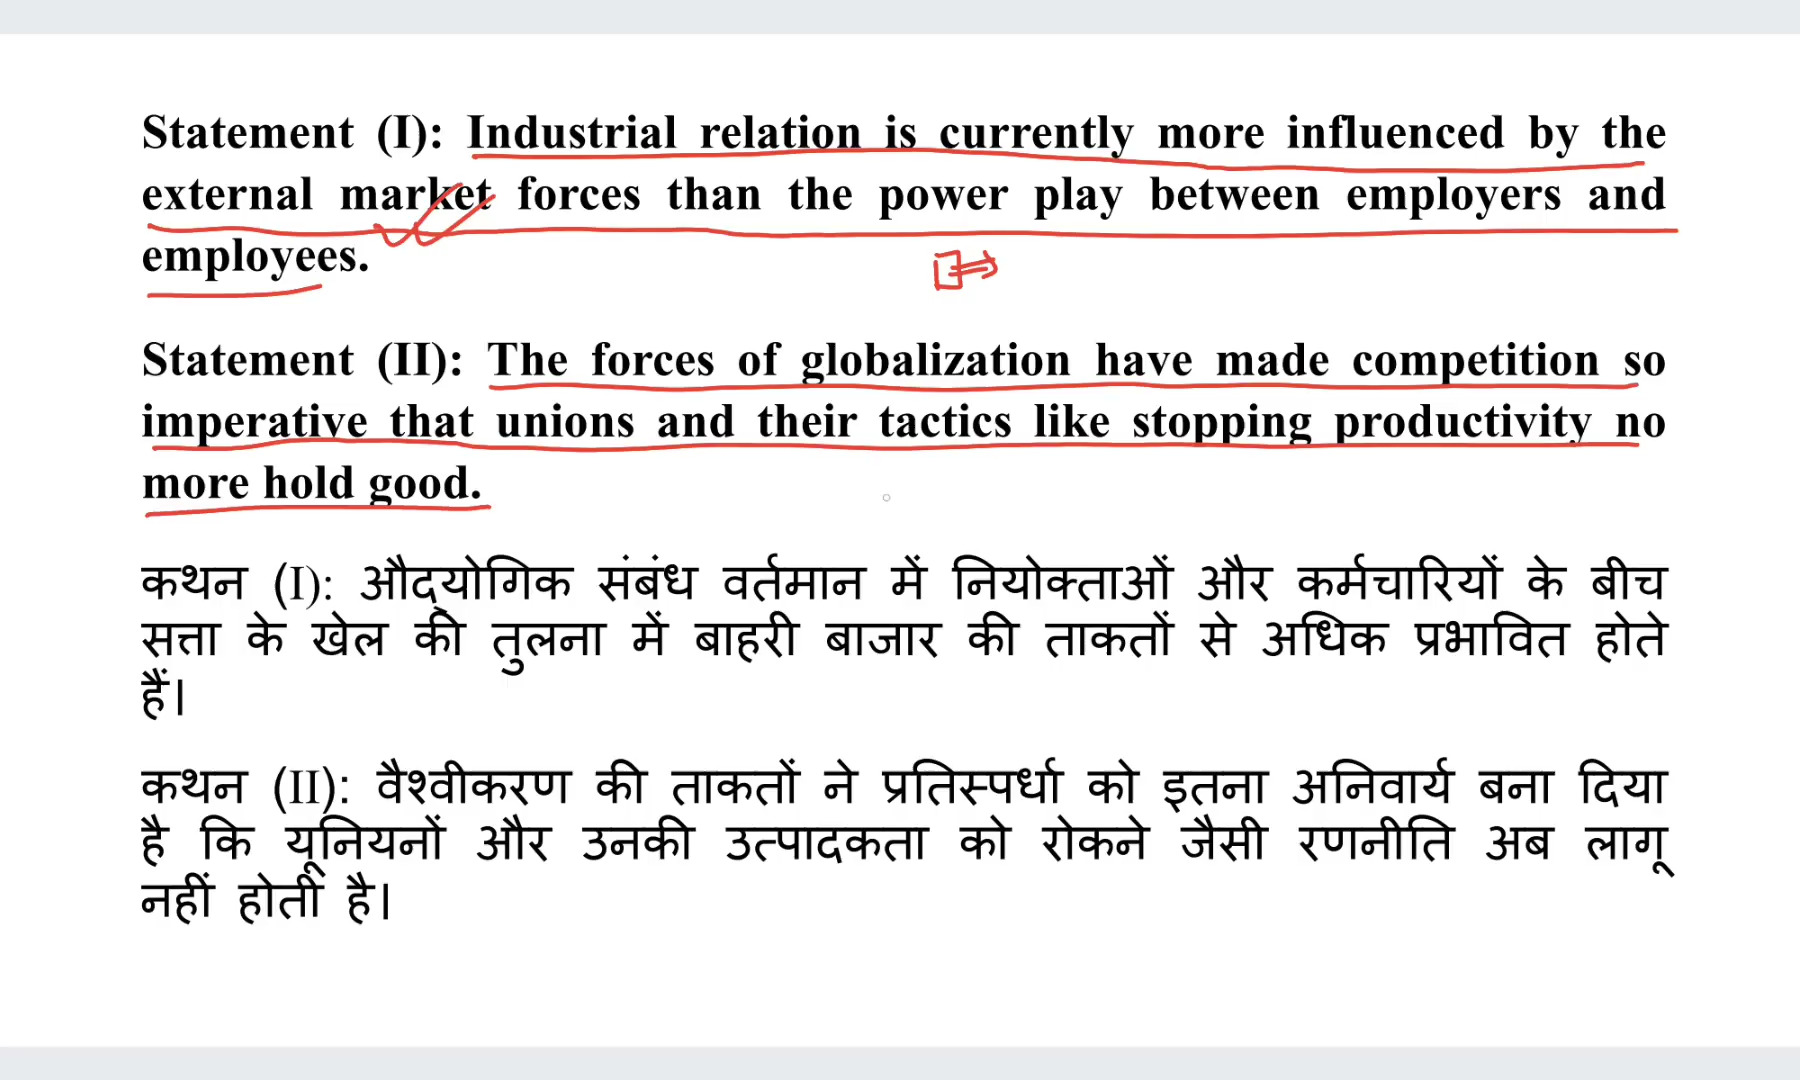 Statement (I): Industrial relation is currently more influenced by the
external market forces than the power play between employers and
employees.
Statement (II): The forces of globalization have made competition so
imperative that unions and their tactics like stopping productivity no
more hold good.
कथन (I): औद्योगिक संबंध वर्तमान में नियोक्ताओं और कर्मचारियों के बीच
सत्ता के खेल की तुलना में बाहरी बाजार की ताकतों से अधिक प्रभावित होते
हैं।
कथन (II): वैश्वीकरण की ताकतों ने प्रतिस्पर्धा को इतना अनिवार्य बना दिया
है कि यूनियनों और उनकी उत्पादकता को रोकने जैसी रणनीति अब लागू
नहीं होती है।